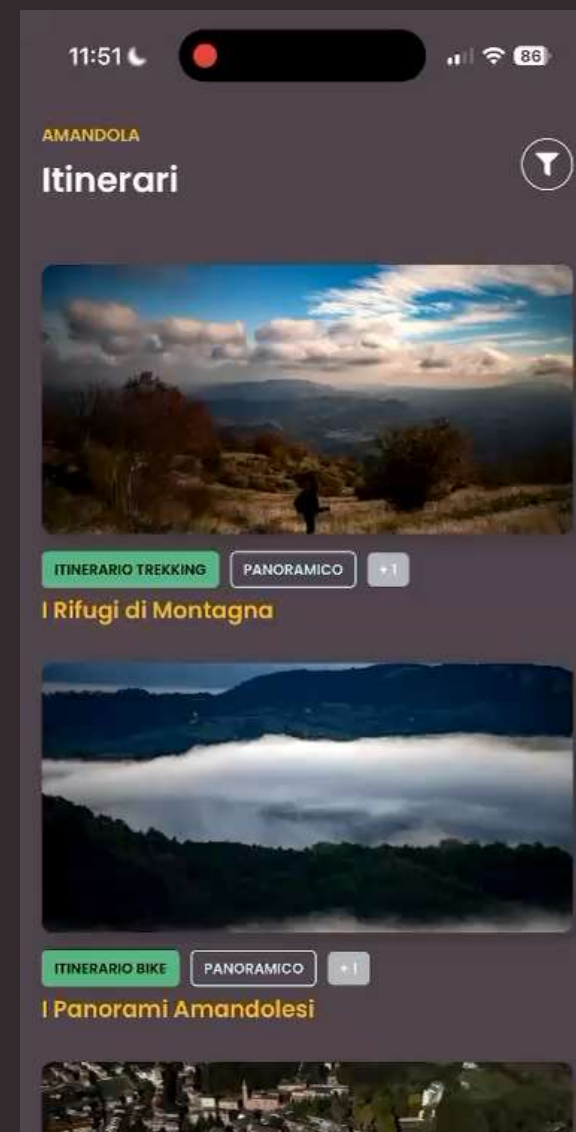 11:51
86
AMANDOLA
Itinerari
ITINERARIO TREKKING PANORAMICO +1
I Rifugi di Montagna
ITINERARIO BIKE PANORAMICO +1
I Panorami Amandolesi